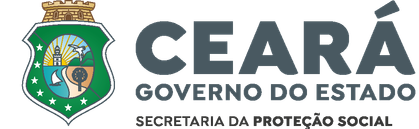 CEARÁ
GOVERNO DO ESTADO
SECRETARIA DA PROTEÇÃO SOCIAL